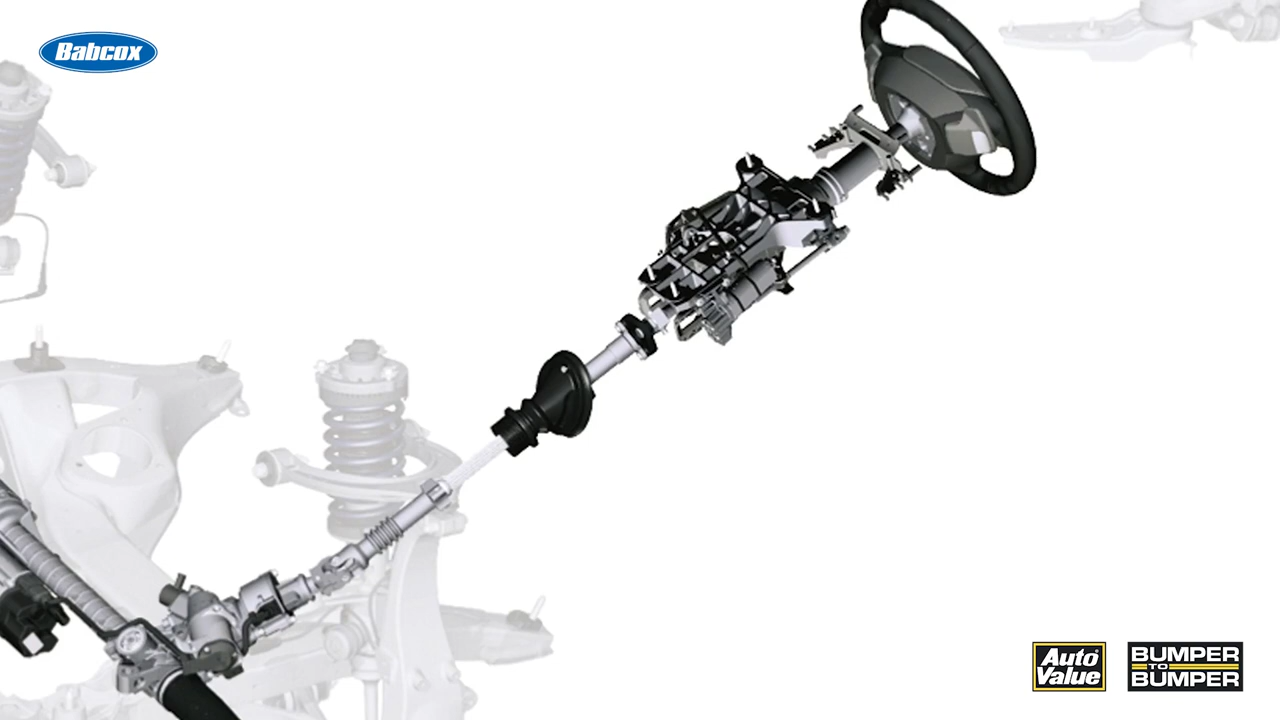 Babcox
Auto
Value
BUMPER
TO
BUMPER